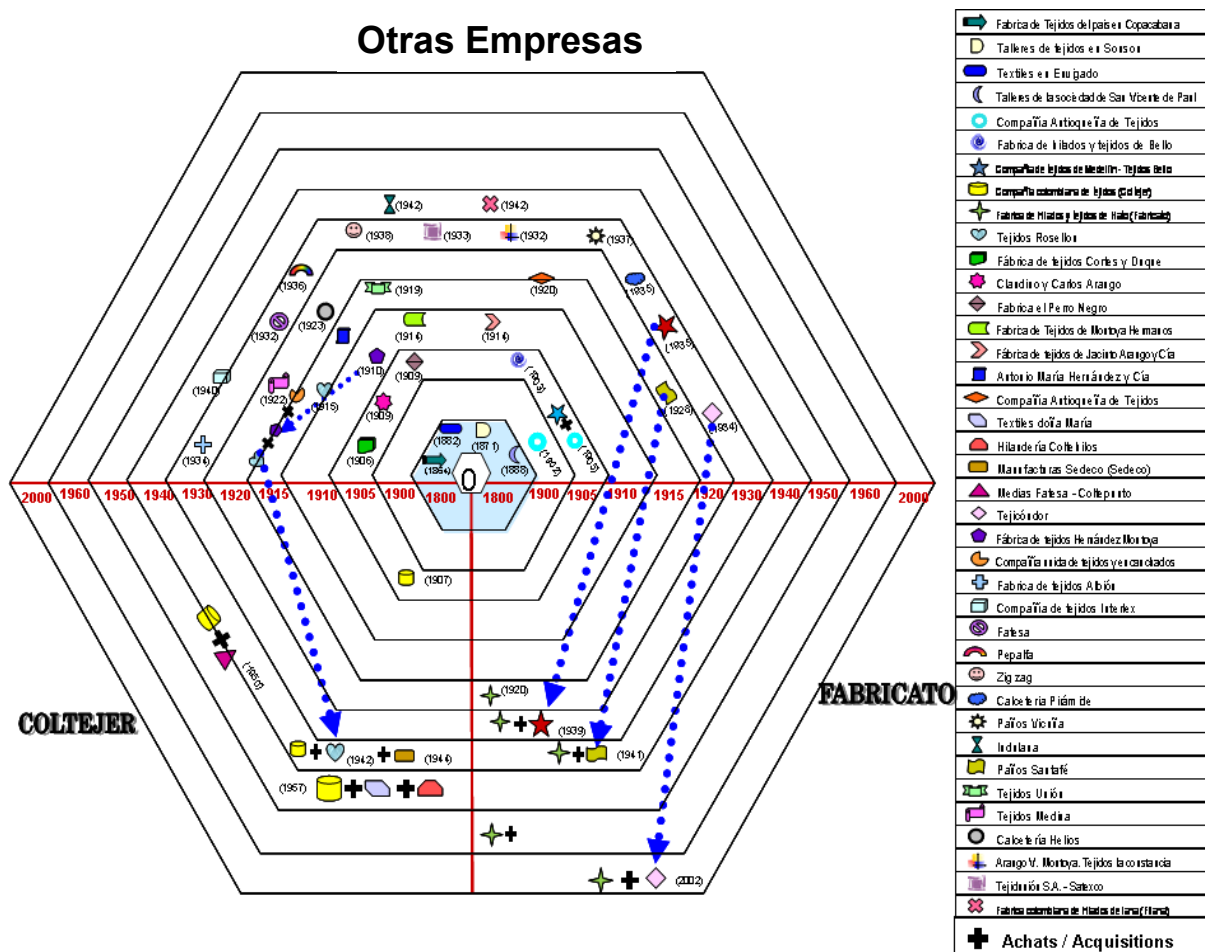 Otras Empresas
(1942)
(1942)
(1938)
(1933)
(1932)
(1937)
(1936)
(1919)
(1920)
(1935)
(1932)
(1923)
(1914)
(1914)
(1935)
(1910)
(1909)
(1903)
(1940)
(1922)
(1915)
(1909)
(1928)
(1934)
(1906)
(1882)
(1871)
(1888)
(1902)
(1905)
0
2000 1960 1950 1940 1930 1920 1915 1910 1905 1900 1800 1800 1900 1905 1910 1915 1920 1930 1940 1950 1960 2000
(1907)
(1920)
FABRICATO
COLTEJER
(1939)
(1942)
(1944)
(1941)
(2002)
Fabrica de Tejidos del pais en Copacabana
Talleres de tejidos en Sonson
Textiles en Envigado
Talleres de la sociedad de San Vicente de Paul
Compañía Antioqueña de Tejidos
Fabrica de hilados y tejidos de Bello
Compañía de tejidos de Medellín - Tejidos Bello
Compañía colombiana de tejidos (Coltejer)
Fabrica de Hilados y tejidos de Hato (Fabricato)
Tejidos Rosellon
Fábrica de tejidos Cortes y Duque
Claudino y Carlos Arango
Fabrica el Perro Negro
Fabrica de Tejidos de Montoya Hermanos
Fábrica de tejidos de Jacinto Arango y Cía
Antonio María Hernández y Cía
Compañía Antioqueña de Tejidos
Textiles doña María
Hilandería Coltehilos
Manufacturas Sedeco (Sedeco)
Medias Fatesa - Coltepunto
Tejicóndor
Fábrica de tejidos Hernández Montoya
Compañía unida de tejidos y encauchados
Fabrica de tejidos Albión
Compañía de tejidos Intertex
Fatesa
Pepalfa
Zig zag
Calceteria Pirámide
Paños Vicuña
Indulana
Paños Santafé
Tejidos Unión
Tejidos Medina
Calcetería Helios
Arango V. Montoya. Tejidos la constancia
Tejidunión S.A. - Satexco
Fabrica colombiana de Hilados de lana (Filana)
Achats / Acquisitions